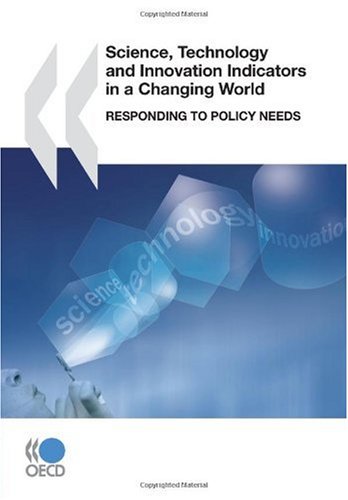 Copyrighted Material
Science, Technology
and Innovation Indicators
in a Changing World
RESPONDING TO POLICY NEEDS
science
technology
innovation
OECD
Copyrighted Material